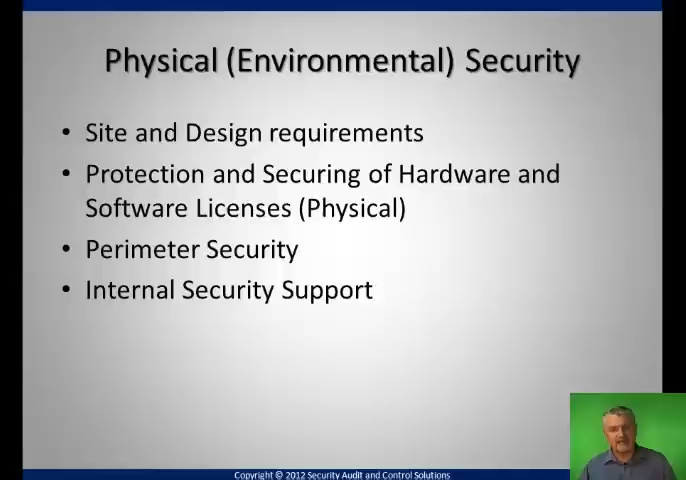 Physical (Environmental) Security
• Site and Design requirements
• Protection and Securing of Hardware and
Software Licenses (Physical)
• Perimeter Security
• Internal Security Support
Copyright © 2012 Security Audit and Control Solutions